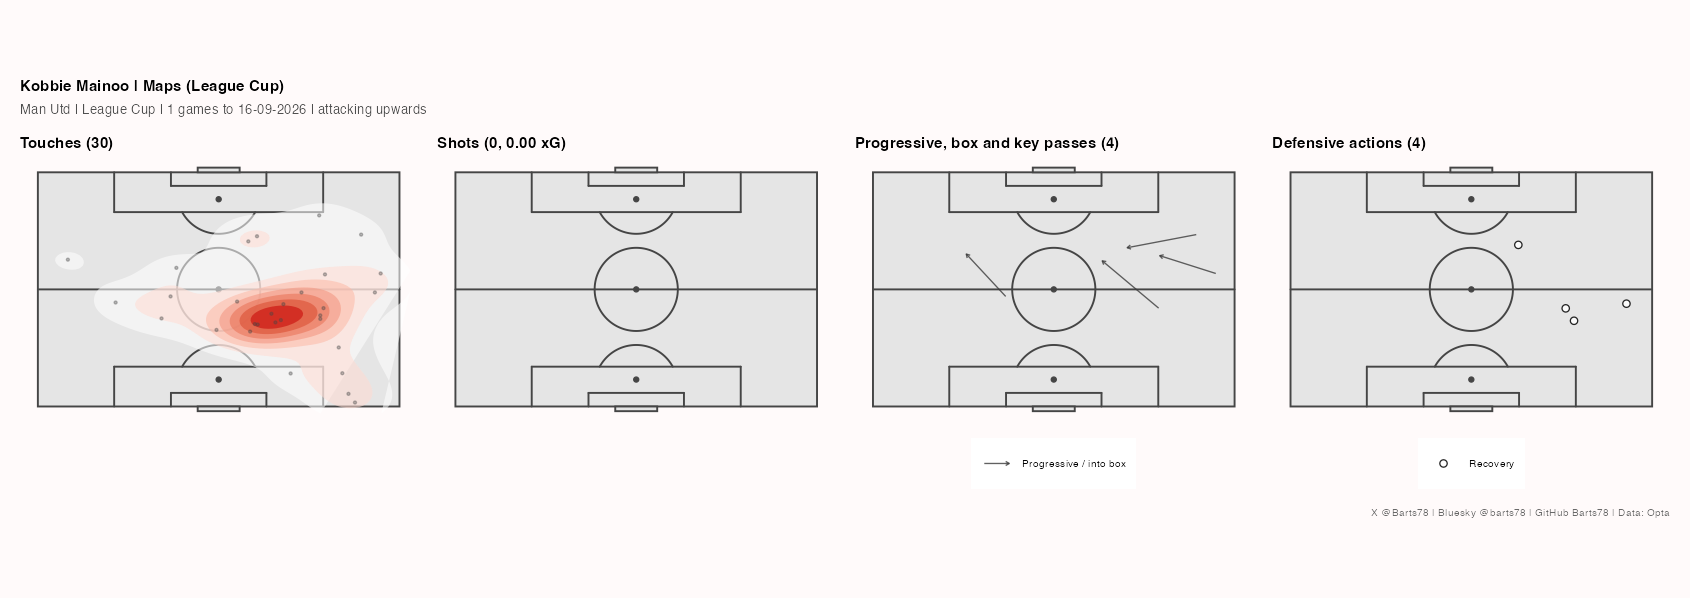 Kobbie Mainoo | Maps (League Cup)
Man Utd | League Cup | 1 games to 16-09-2026 | attacking upwards
Touches (30)
Shots (0, 0.00 xG)
Progressive, box and key passes (4)
Defensive actions (4)
Progressive / into box
Recovery
X @Barts78 | Bluesky @barts78 | GitHub Barts78 | Data: Opta